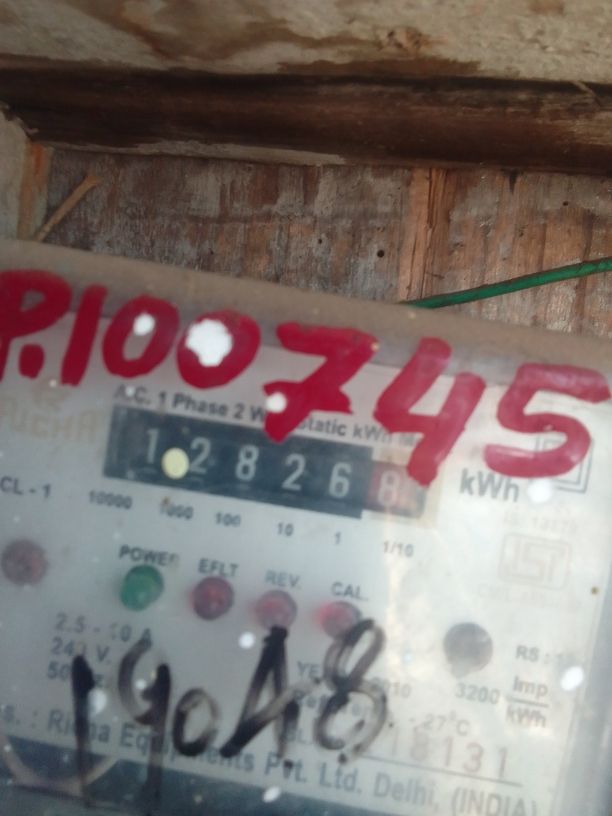 P.100745
A.C. 1 Phase 2 W Static kWh
1 2 8 2 6 8 kWh
CL - 1 10000 1000 100 10 1 1/10
POWER EFLT REV. CAL.
2.5 - 10 A
240 V.
3200 Imp/kWh
27°C
18131
Equipments Pvt. Ltd. Delhi, (INDIA)